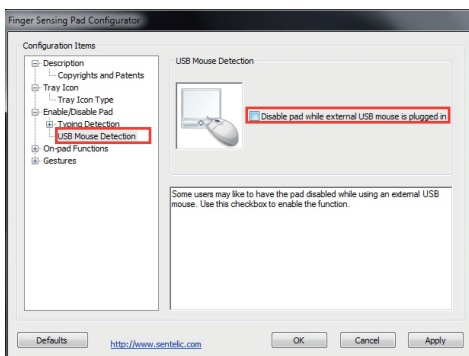 Finger Sensing Pad Configurator
Configuration Items
Description
Copyrights and Patents
Tray Icon
Tray Icon Type
Enable/Disable Pad
Typing Detection
USB Mouse Detection
On-pad Functions
Gestures
USB Mouse Detection
Disable pad while external USB mouse is plugged in
Some users may like to have the pad disabled while using an external USB
mouse. Use this checkbox to enable the function.
Defaults
http://www.sentelic.com
OK
Cancel
Apply